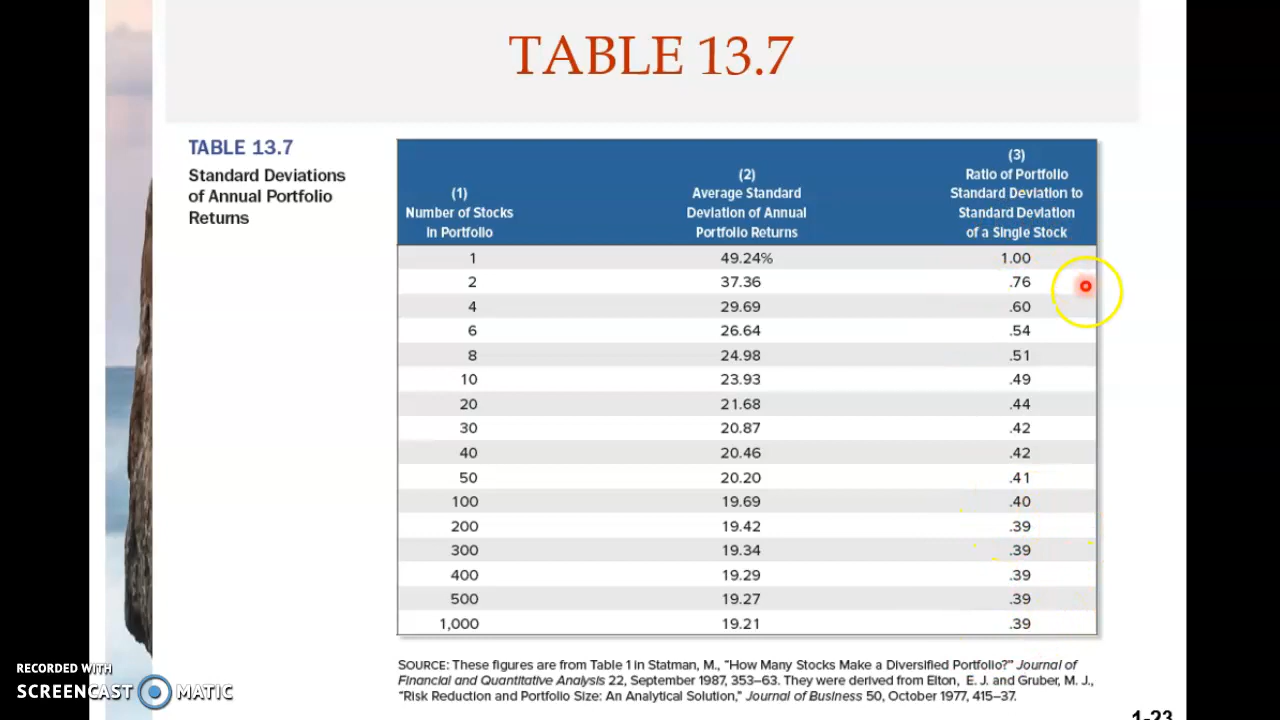 TABLE 13.7
TABLE 13.7
Standard Deviations
of Annual Portfolio
Returns
(1)
Number of Stocks
in Portfolio
(2)
Average Standard
Deviation of Annual
Portfolio Returns
(3)
Ratio of Portfolio
Standard Deviation to
Standard Deviation
of a Single Stock
1 49.24% 1.00
2 37.36 .76
4 29.69 .60
6 26.64 .54
8 24.98 .51
10 23.93 .49
20 21.68 .44
30 20.87 .42
40 20.46 .42
50 20.20 .41
100 19.69 .40
200 19.42 .39
300 19.34 .39
400 19.29 .39
500 19.27 .39
1,000 19.21 .39
SOURCE: These figures are from Table 1 in Statman, M., "How Many Stocks Make a Diversified Portfolio?" Journal of
Financial and Quantitative Analysis 22, September 1987, 353–63. They were derived from Elton, E. J. and Gruber, M. J.,
"Risk Reduction and Portfolio Size: An Analytical Solution," Journal of Business 50, October 1977, 415–37.
RECORDED WITH
SCREENCAST MATIC
1-23